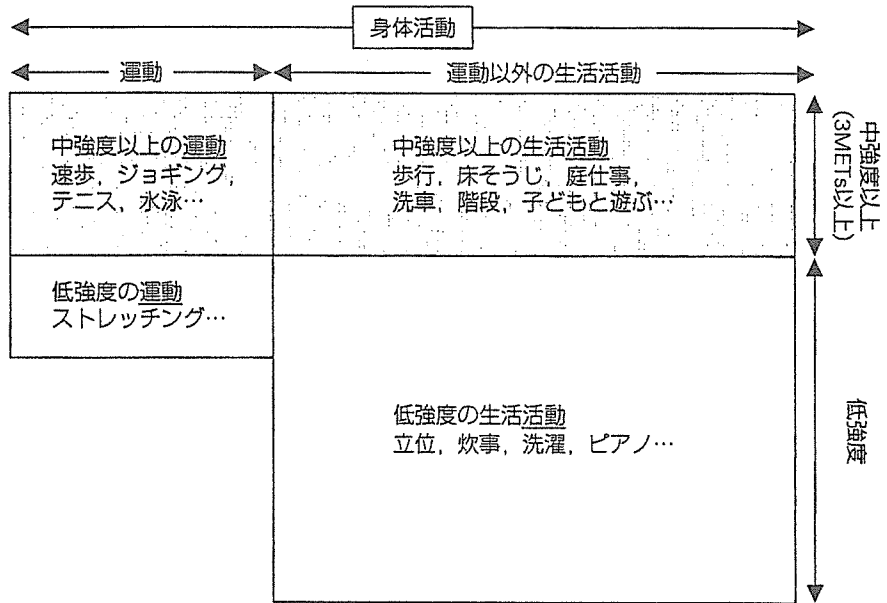 身体活動
運動
運動以外の生活活動
中強度以上の運動
速歩，ジョギング，
テニス，水泳…
中強度以上の生活活動
歩行，床そうじ，庭仕事，
洗車，階段，子どもと遊ぶ…
中強度以上
(3METs以上)
低強度の運動
ストレッチング…
低強度の生活活動
立位，炊事，洗濯，ピアノ…
低強度